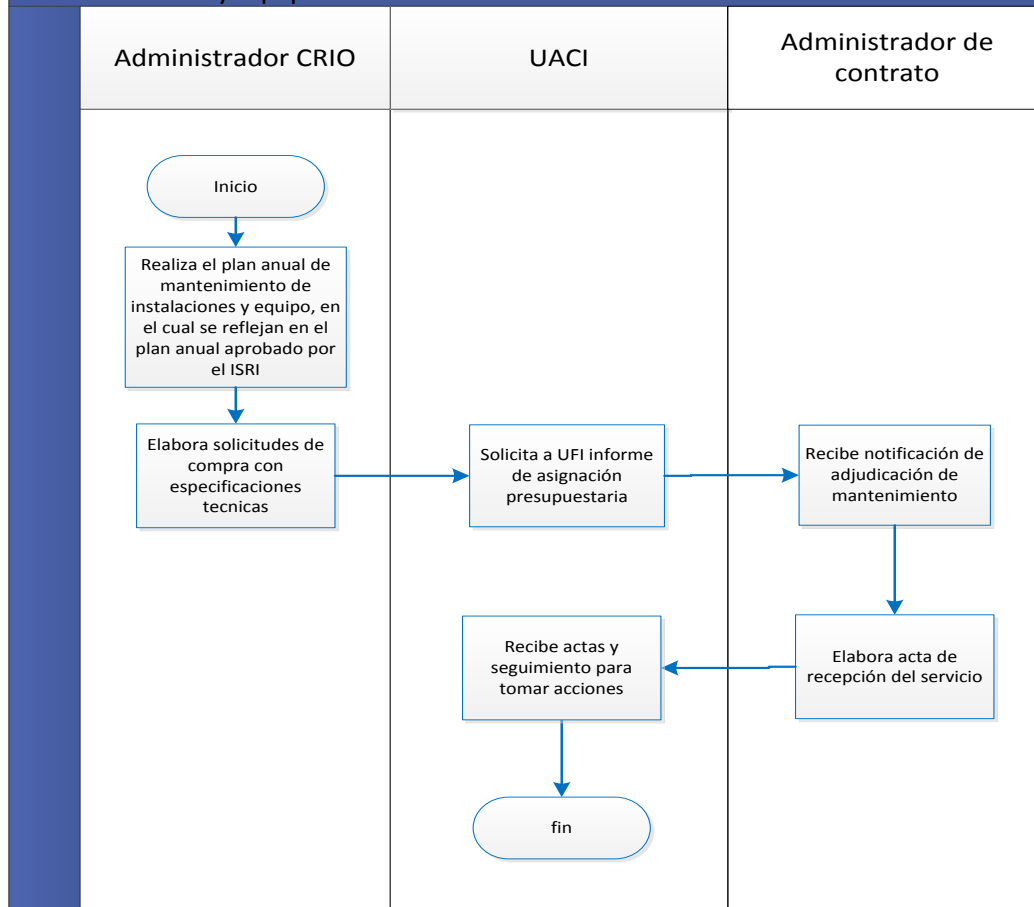 Administrador CRIO
UACI
Administrador de
contrato
Inicio
Realiza el plan anual de
mantenimiento de
instalaciones y equipo, en
el cual se reflejan en el
plan anual aprobado por
el ISRI
Elabora solicitudes de
compra con
especificaciones
tecnicas
Solicita a UFI informe
de asignación
presupuestaria
Recibe notificación de
adjudicación de
mantenimiento
Elabora acta de
recepción del servicio
Recibe actas y
seguimiento para
tomar acciones
fin